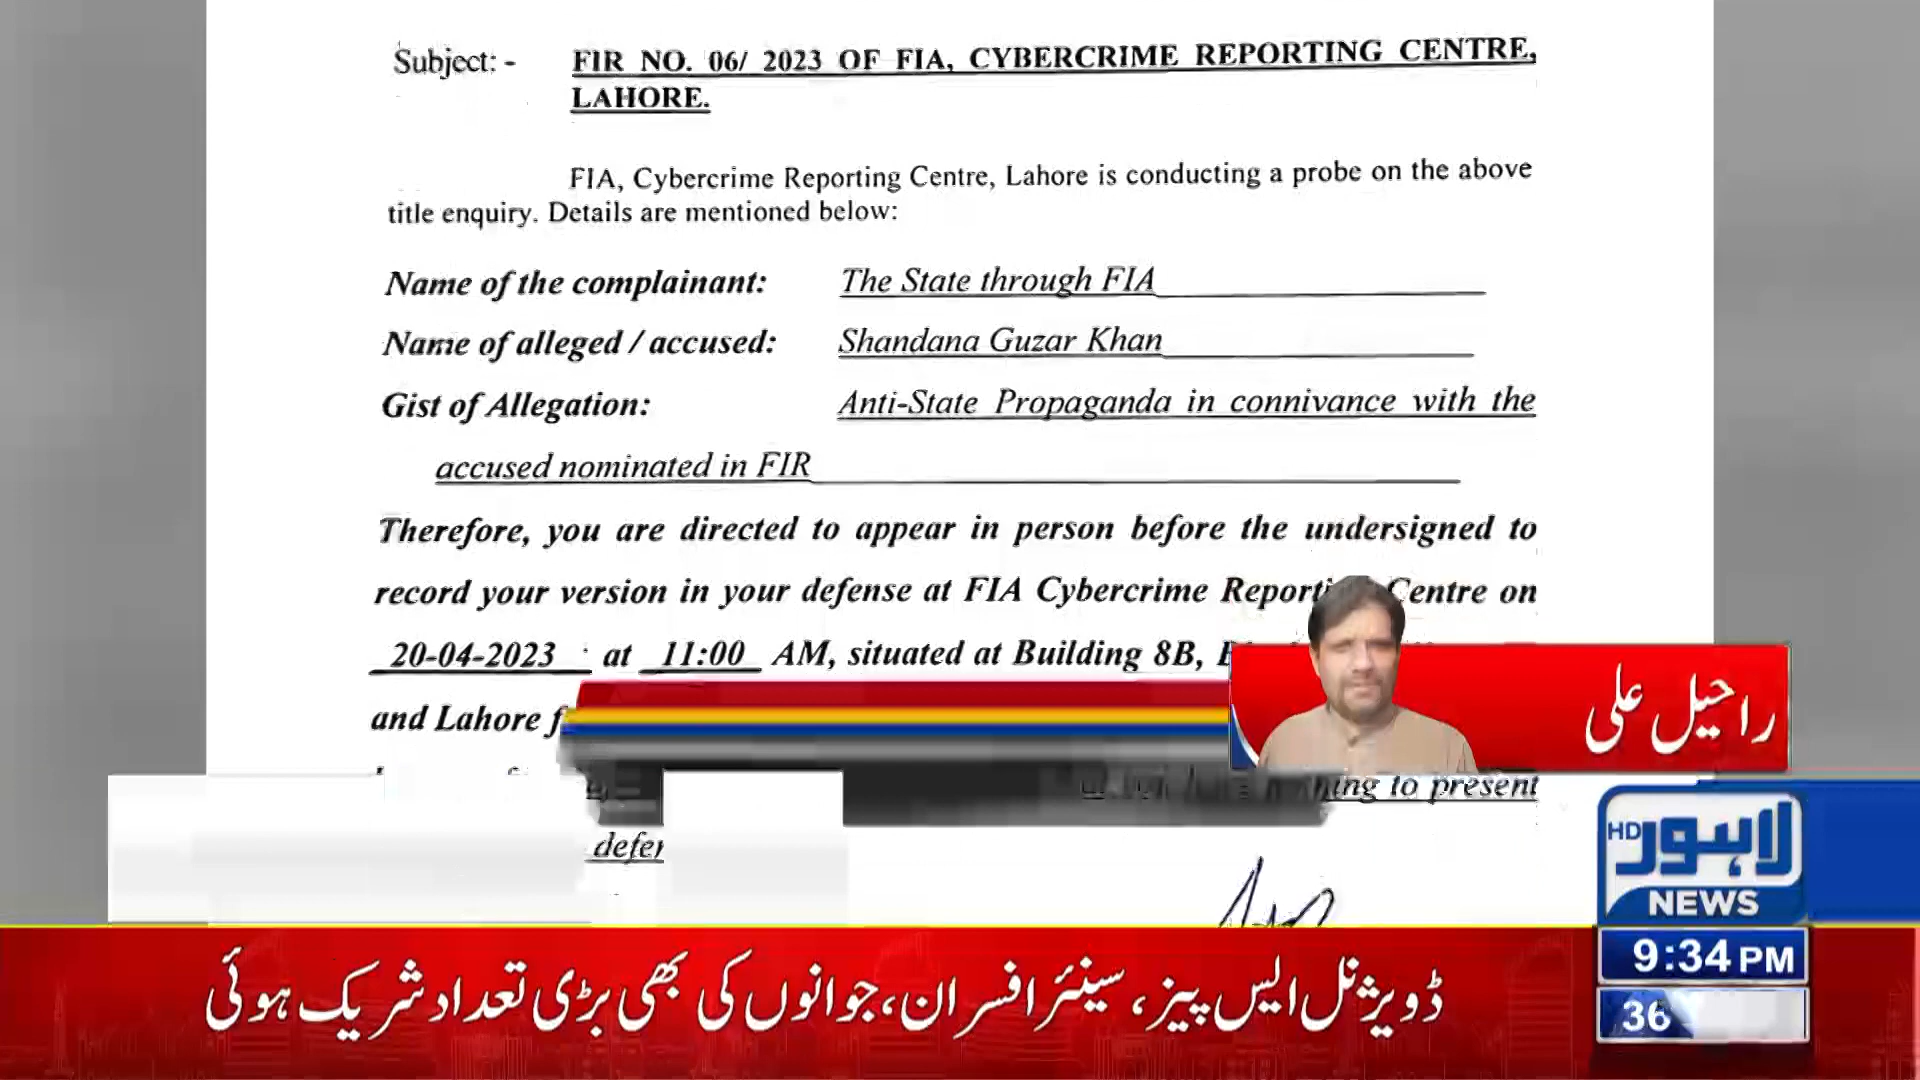 Subject: - FIR NO. 06/ 2023 OF FIA, CYBERCRIME REPORTING CENTRE,
LAHORE.
FIA, Cybercrime Reporting Centre, Lahore is conducting a probe on the above
title enquiry. Details are mentioned below:
Name of the complainant: The State through FIA
Name of alleged / accused: Shandana Guzar Khan
Gist of Allegation: Anti-State Propaganda in connivance with the
accused nominated in FIR
Therefore, you are directed to appear in person before the undersigned to
record your version in your defense at FIA Cybercrime Centre on
20-04-2023 at 11:00 AM, situated at Building 8B,
and Lahore
to present
راحیل علی
HD لاہور
NEWS
9:34 PM
36
ڈویژنل ایس پیز، سینئر افسران، جوانوں کی بھی بڑی تعداد شریک ہوئی